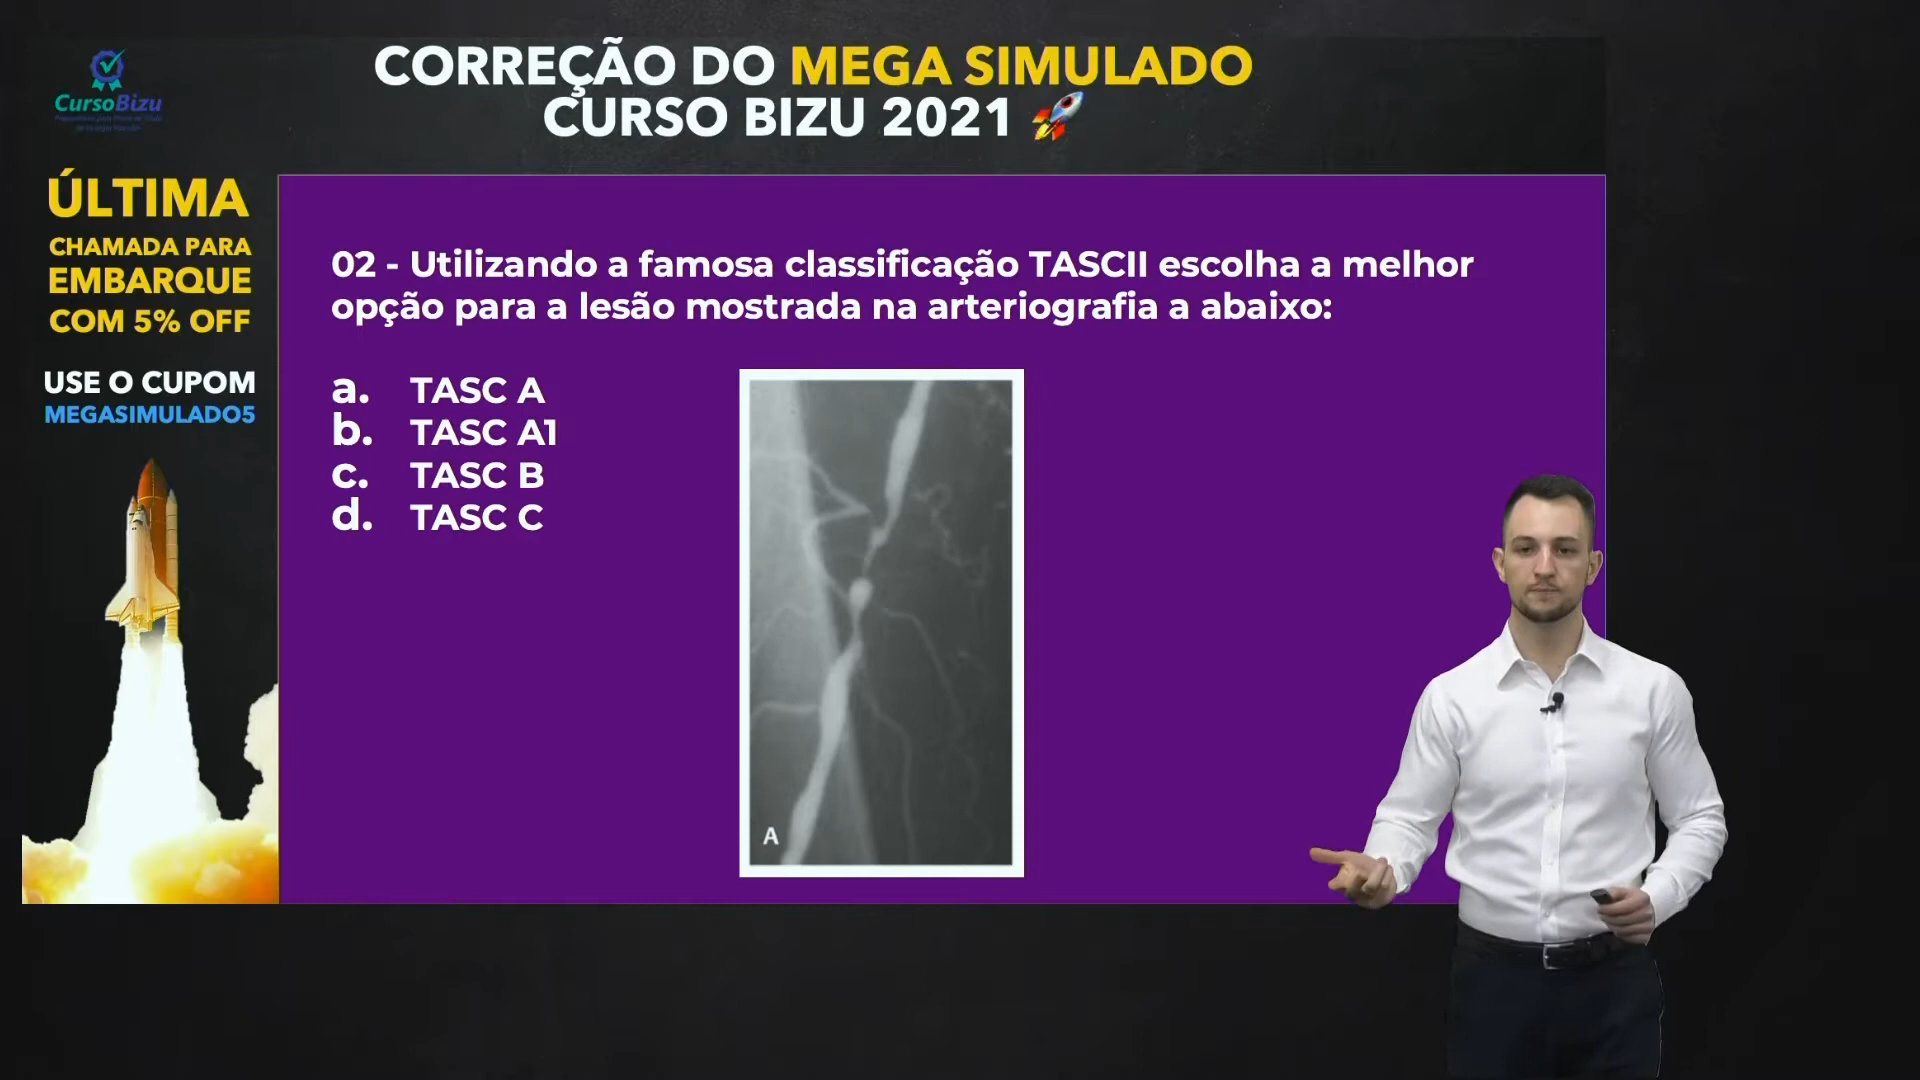 CORREÇÃO DO MEGA SIMULADO
CURSO BIZU 2021
CursoBizu
ÚLTIMA
CHAMADA PARA
EMBARQUE
COM 5% OFF
USE O CUPOM
MEGASIMULADO5
02 - Utilizando a famosa classificação TASCII escolha a melhor
opção para a lesão mostrada na arteriografia a abaixo:
a. TASC A
b. TASC A1
c. TASC B
d. TASC C
A